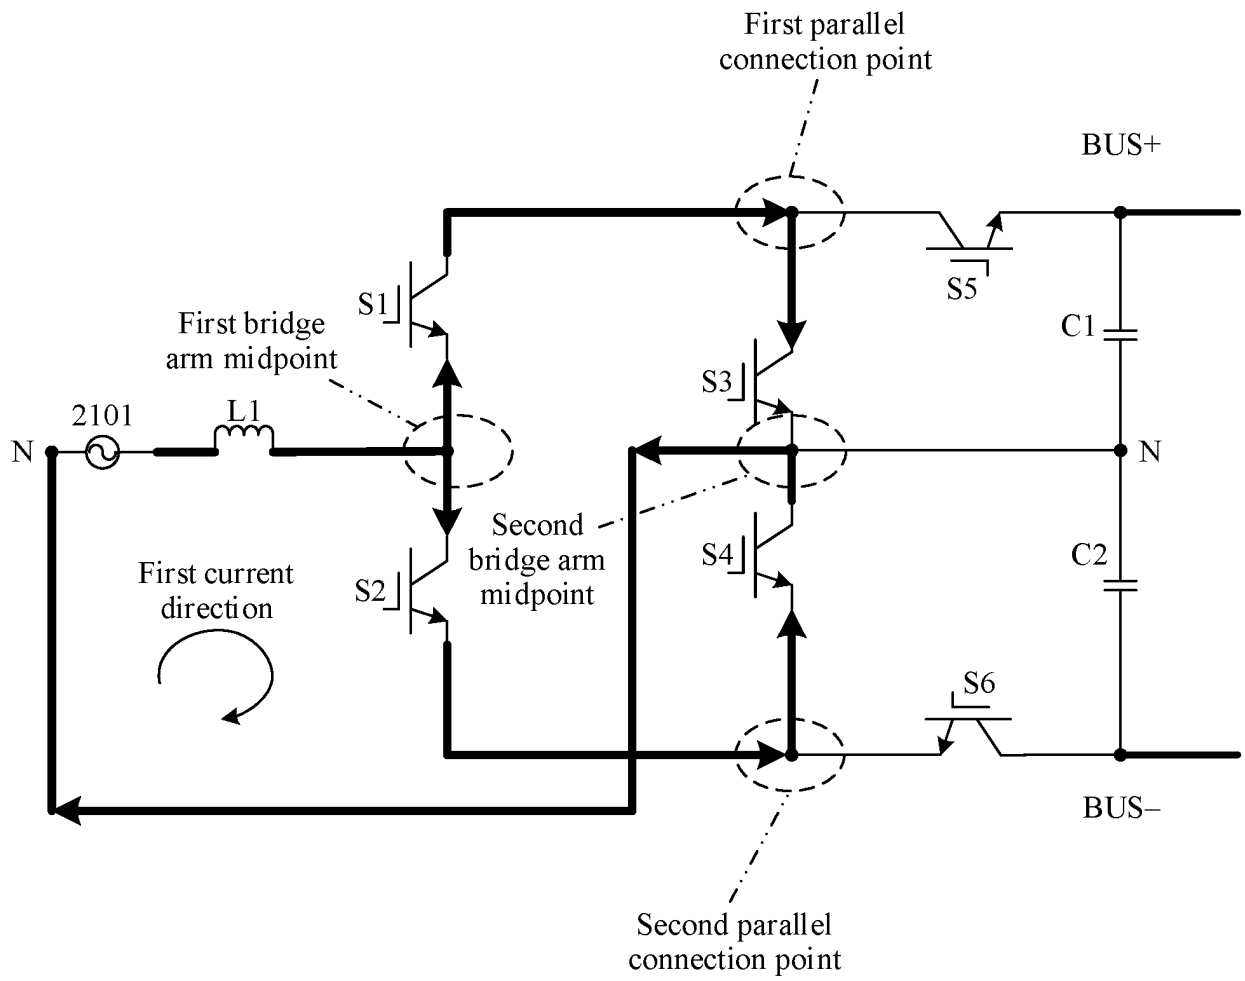 First parallel
connection point
BUS+
S5
S1
First bridge
arm midpoint
C1
S3
2101
L1
N
N
Second
bridge arm
midpoint
S4
C2
First current
direction
S2
S6
BUS–
Second parallel
connection point